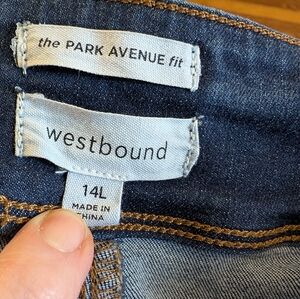 the PARK AVENUE fit
westbound
14L
MADE IN
CHINA